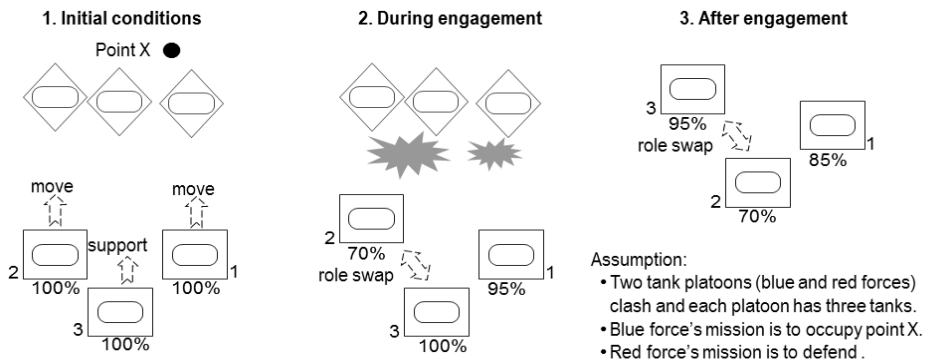 1. Initial conditions
Point X
move
move
support
2
100%
100%
1
3
100%
2. During engagement
2
70%
role swap
1
95%
3
100%
3. After engagement
3
95%
role swap
1
85%
2
70%
Assumption:
• Two tank platoons (blue and red forces)
clash and each platoon has three tanks.
• Blue force's mission is to occupy point X.
• Red force's mission is to defend .